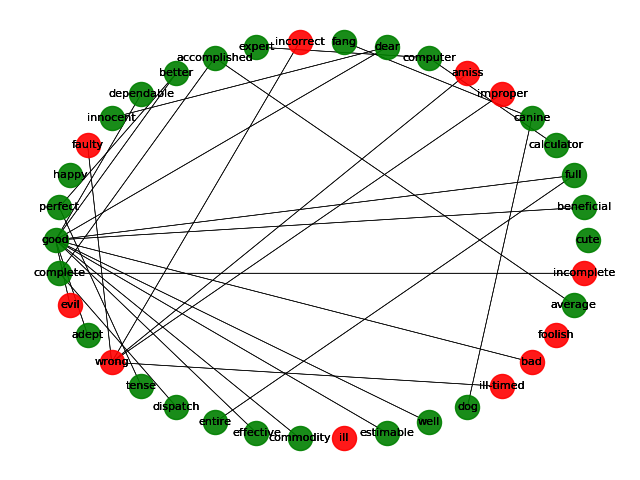 incorrect
fang
expert
dear
accomplished
computer
better
amiss
dependable
improper
innocent
canine
faulty
calculator
happy
full
perfect
beneficial
good
cute
complete
incomplete
evil
average
adept
foolish
wrong
bad
tense
ill-timed
dispatch
dog
entire
well
effective
estimable
commodity
ill